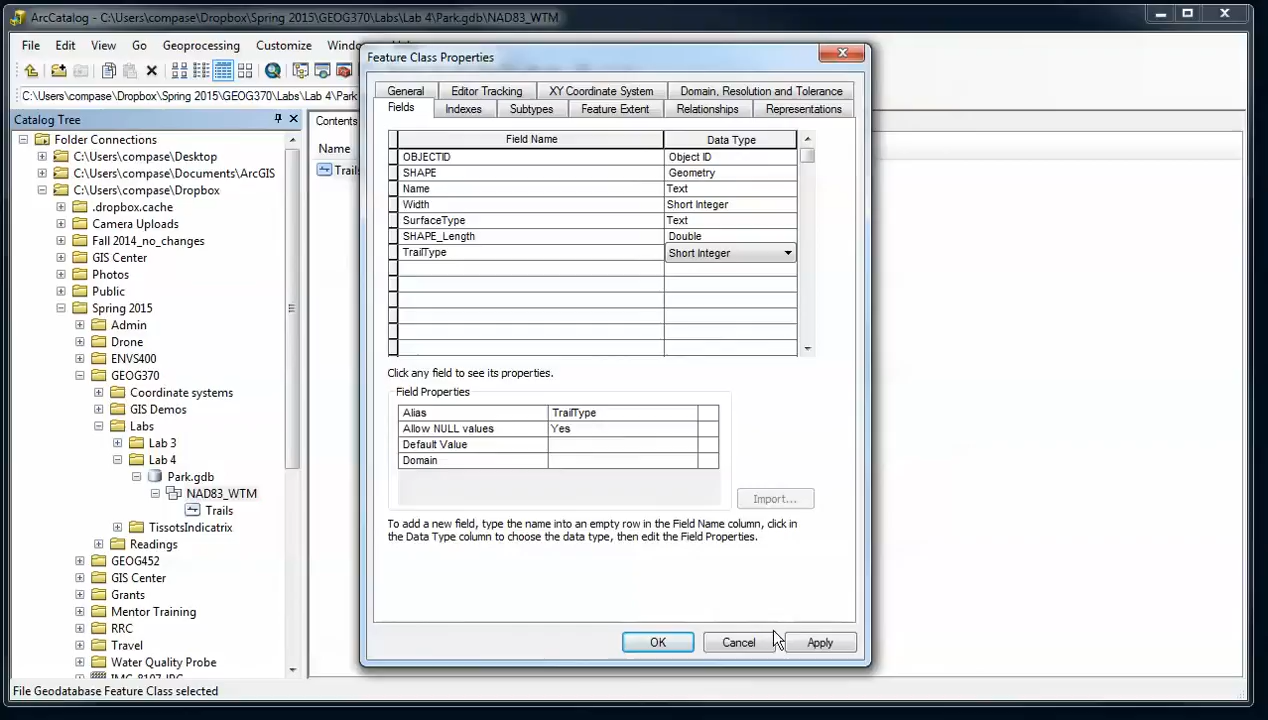 ArcCatalog - C:\Users\compase\Dropbox\Spring 2015\GEOG370\Labs\Lab 4\Park.gdb\NAD83_WTM
File Edit View Go Geoprocessing Customize
C:\Users\compase\Dropbox\Spring 2015\GEOG370\Labs\Lab 4\Park
Catalog Tree
Folder Connections
C:\Users\compase\Desktop
C:\Users\compase\Documents\ArcGIS
C:\Users\compase\Dropbox
.dropbox.cache
Camera Uploads
Fall 2014_no_changes
GIS Center
Photos
Public
Spring 2015
Admin
Drone
ENVS400
GEOG370
Coordinate systems
GIS Demos
Labs
Lab 3
Lab 4
Park.gdb
NAD83_WTM
Trails
TissotsIndicatrix
Readings
GEOG452
GIS Center
Grants
Mentor Training
RRC
Travel
Water Quality Probe
Contents
Name
Trails
Feature Class Properties
General Editor Tracking XY Coordinate System Domain, Resolution and Tolerance
Fields Indexes Subtypes Feature Extent Relationships Representations
Field Name Data Type
OBJECTID Object ID
SHAPE Geometry
Name Text
Width Short Integer
SurfaceType Text
SHAPE_Length Double
TrailType Short Integer
Click any field to see its properties.
Field Properties
Alias TrailType
Allow NULL values Yes
Default Value
Domain
Import...
To add a new field, type the name into an empty row in the Field Name column, click in
the Data Type column to choose the data type, then edit the Field Properties.
OK Cancel Apply
File Geodatabase Feature Class selected